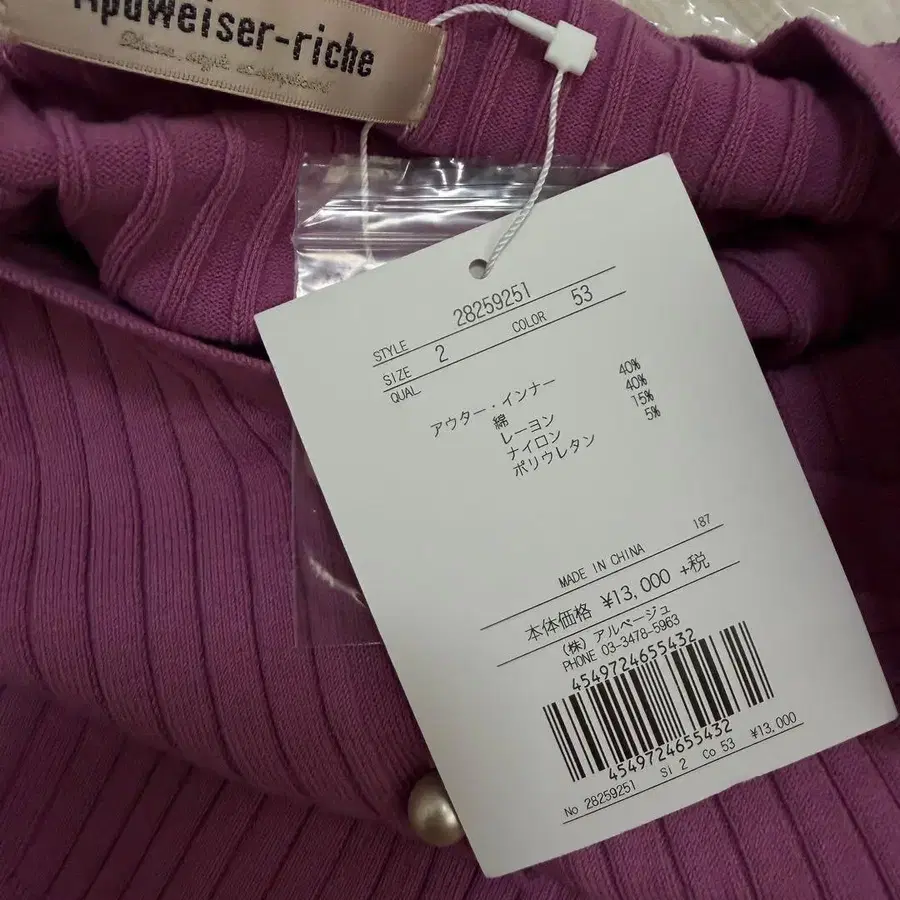 Apuweiser-riche
STYLE 28259251
SIZE 2 COLOR 53
QUAL
アウター・インナー
綿 40%
レーヨン 40%
ナイロン 15%
ポリウレタン 5%
187
MADE IN CHINA
本体価格 ¥13,000 +税
(株) アルページュ
PHONE 03-3478-5963
4549724655432
4549724655432
No 28259251 Si 2 Co 53 ¥13,000